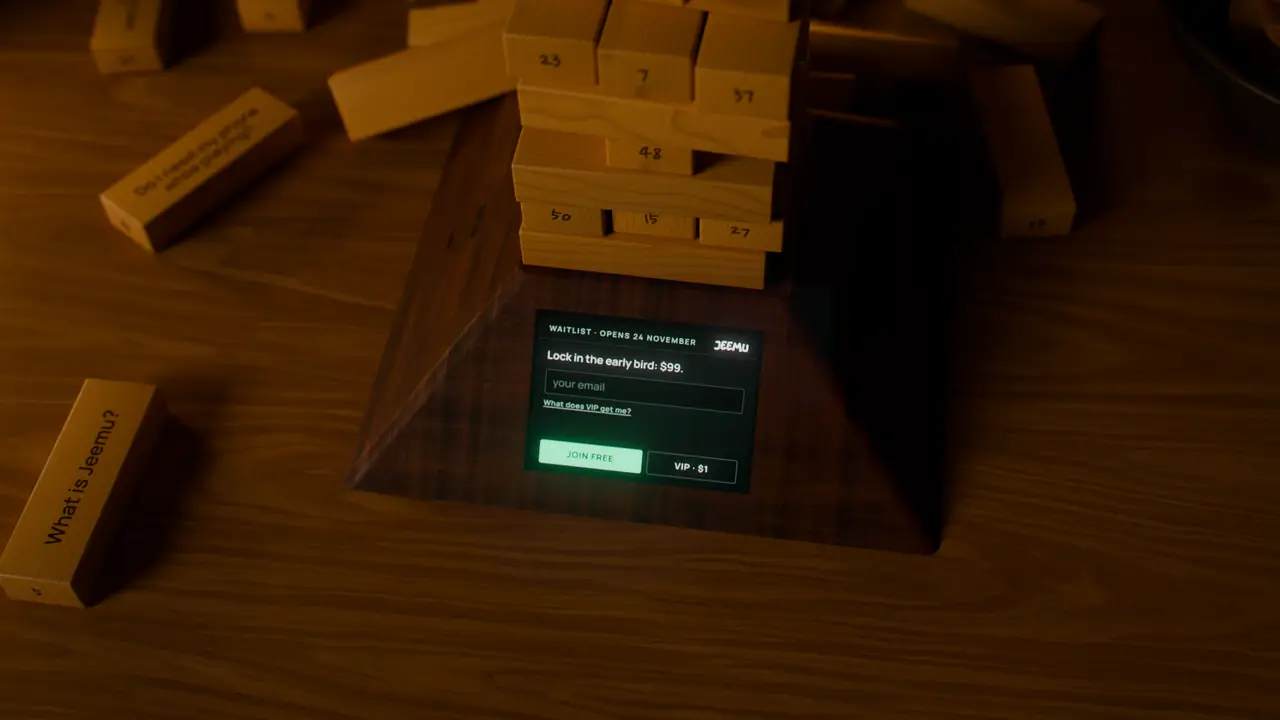 23
7
37
Do I need my phone
while playing?
48
50
15
27
WAITLIST · OPENS 24 NOVEMBER
JEEMU
Lock in the early bird: $99.
your email
What does VIP get me?
JOIN FREE
VIP · $1
What is Jeemu?